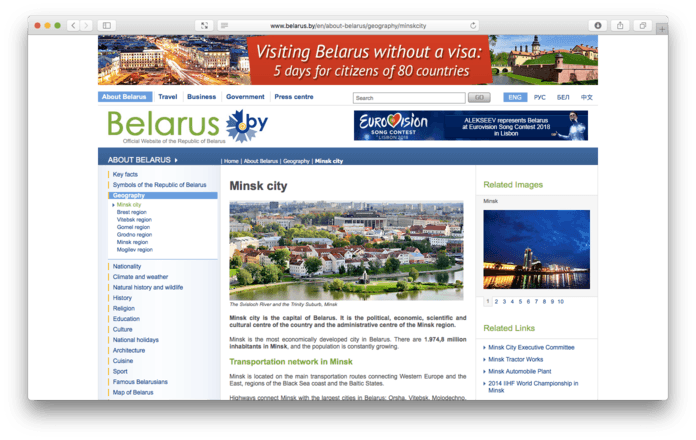 www.belarus.by/en/about-belarus/geography/minskcity
Visiting Belarus without a visa:
5 days for citizens of 80 countries
About Belarus Travel Business Government Press centre
Search GO ENG РУС БЕЛ 中文
Belarus by
Official Website of the Republic of Belarus
EUROVISION
SONG CONTEST
LISBON 2018
ALEKSEEV represents Belarus
at Eurovision Song Contest 2018
in Lisbon
ABOUT BELARUS
| Home | About Belarus | Geography | Minsk city
Key facts
Symbols of the Republic of Belarus
Geography
Minsk city
Brest region
Vitebsk region
Gomel region
Grodno region
Minsk region
Mogilev region
Nationality
Climate and weather
Natural history and wildlife
History
Religion
Education
Culture
National holidays
Architecture
Cuisine
Sport
Famous Belarusians
Map of Belarus
Minsk city
The Svisloch River and the Trinity Suburb, Minsk
Minsk city is the capital of Belarus. It is the political, economic, scientific and
cultural centre of the country and the administrative centre of the Minsk region.
Minsk is the most economically developed city in Belarus. There are 1.974,8 million
inhabitants in Minsk, and the population is constantly growing.
Transportation network in Minsk
Minsk is located on the main transportation routes connecting Western Europe and the
East, regions of the Black Sea coast and the Baltic States.
Highways connect Minsk with the largest cities in Belarus: Orsha, Vitebsk, Molodechno,
Related Images
Minsk
1 2 3 4 5 6 7 8 9 10
Related Links
Minsk City Executive Committee
Minsk Tractor Works
Minsk Automobile Plant
2014 IIHF World Championship in
Minsk